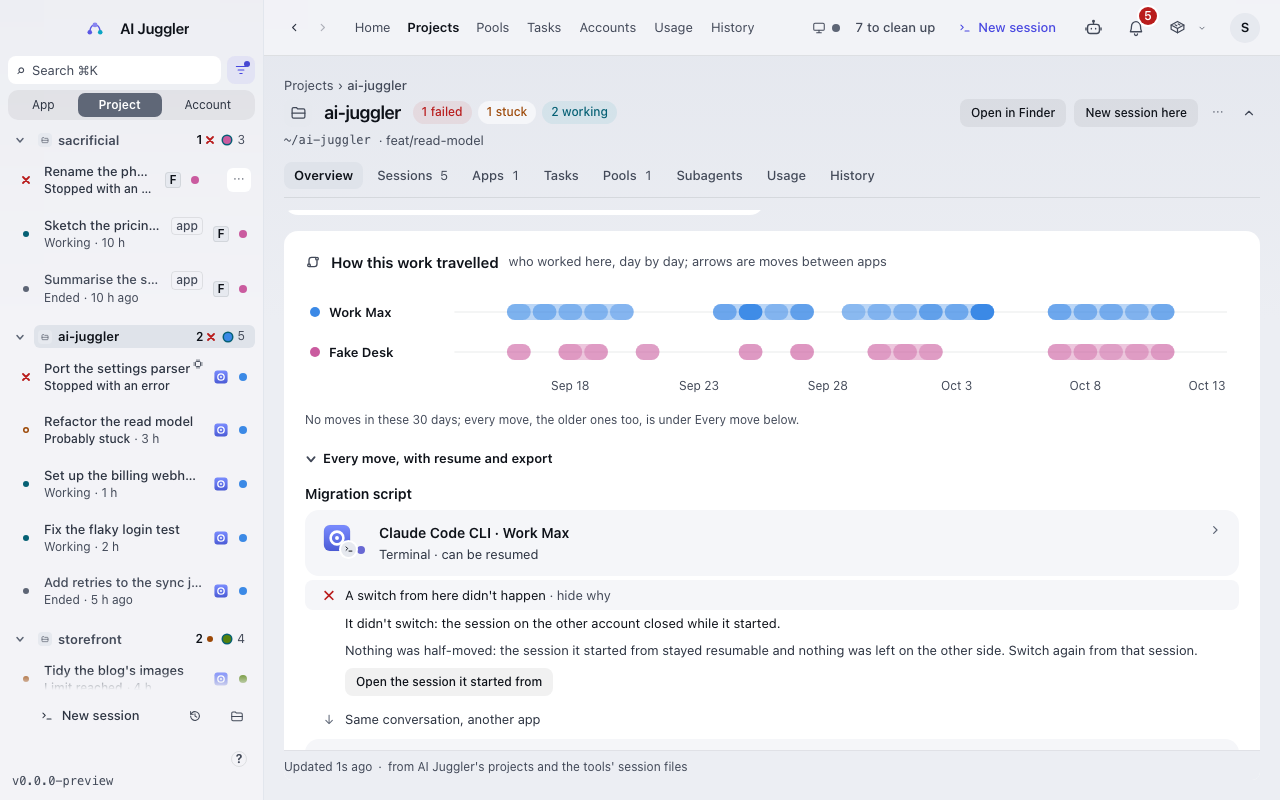 AI Juggler
Search ⌘K
App Project Account
sacrificial 1 3
Rename the ph... F
Stopped with an ...
Sketch the pricin... app F
Working · 10 h
Summarise the s... app F
Ended · 10 h ago
ai-juggler 2 5
Port the settings parser
Stopped with an error
Refactor the read model
Probably stuck · 3 h
Set up the billing webh...
Working · 1 h
Fix the flaky login test
Working · 2 h
Add retries to the sync j...
Ended · 5 h ago
storefront 2 4
Tidy the blog's images
Limit reached · 4 h
New session
?
v0.0.0-preview
Home Projects Pools Tasks Accounts Usage History 7 to clean up New session 5 S
Projects › ai-juggler
ai-juggler 1 failed 1 stuck 2 working Open in Finder New session here ···
~/ai-juggler · feat/read-model
Overview Sessions 5 Apps 1 Tasks Pools 1 Subagents Usage History
How this work travelled who worked here, day by day; arrows are moves between apps
Work Max
Fake Desk
Sep 18 Sep 23 Sep 28 Oct 3 Oct 8 Oct 13
No moves in these 30 days; every move, the older ones too, is under Every move below.
Every move, with resume and export
Migration script
Claude Code CLI · Work Max
Terminal · can be resumed
A switch from here didn't happen · hide why
It didn't switch: the session on the other account closed while it started.
Nothing was half-moved: the session it started from stayed resumable and nothing was left on the other side. Switch again from that session.
Open the session it started from
Same conversation, another app
Updated 1s ago · from AI Juggler's projects and the tools' session files